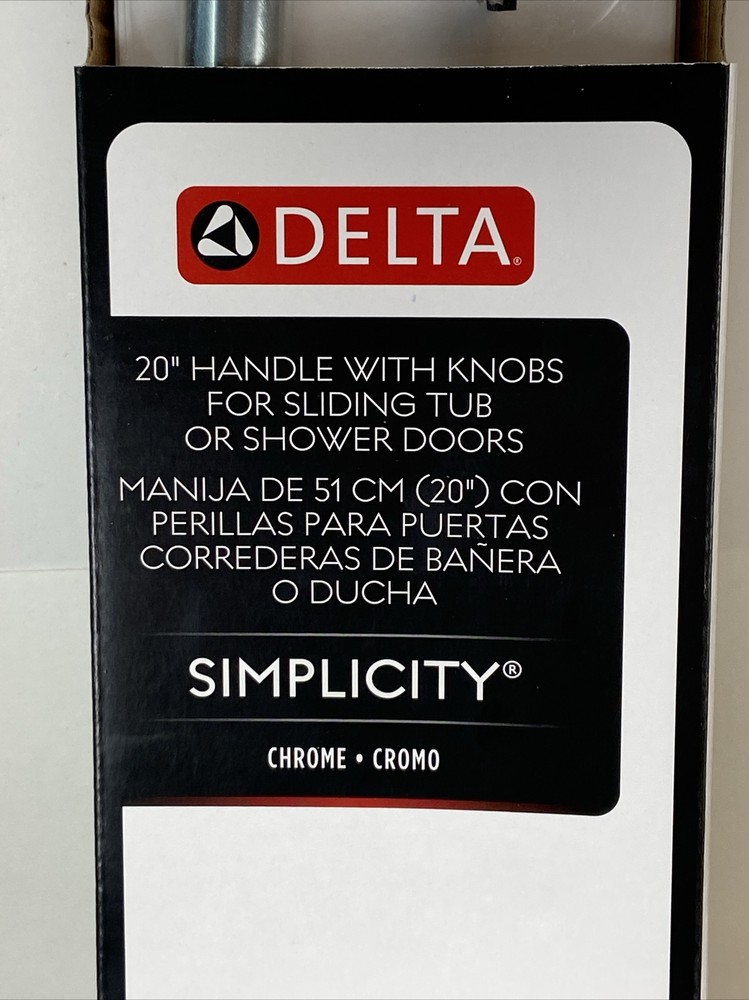 DELTA®
20" HANDLE WITH KNOBS
FOR SLIDING TUB
OR SHOWER DOORS
MANIJA DE 51 CM (20") CON
PERILLAS PARA PUERTAS
CORREDERAS DE BAÑERA
O DUCHA
SIMPLICITY®
CHROME • CROMO